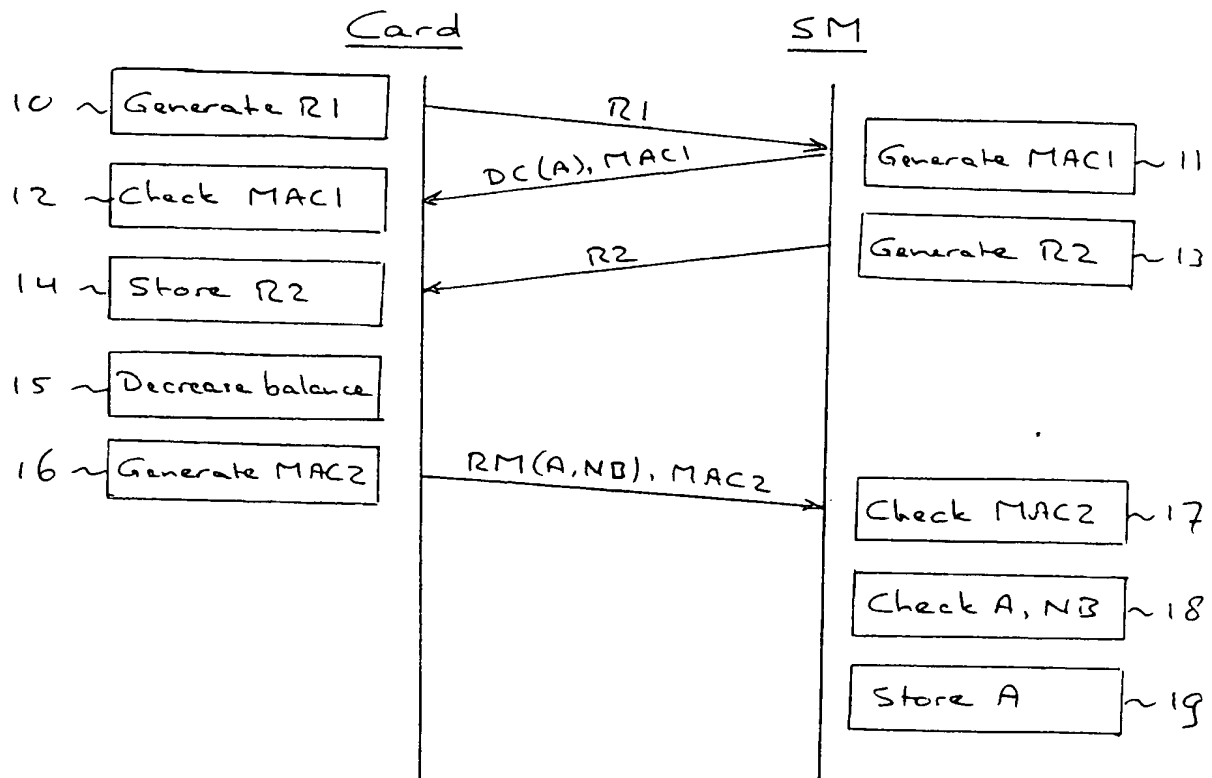 Card SM
10 ~ Generate R1
R1
Generate MAC1 ~ 11
DC(A), MAC1
12 ~ Check MAC1
R2
Generate R2 ~ 13
14 ~ Store R2
15 ~ Decrease balance
16 ~ Generate MAC2
RM(A,NB), MAC2
Check MAC2 ~ 17
Check A, NB ~ 18
Store A ~ 19